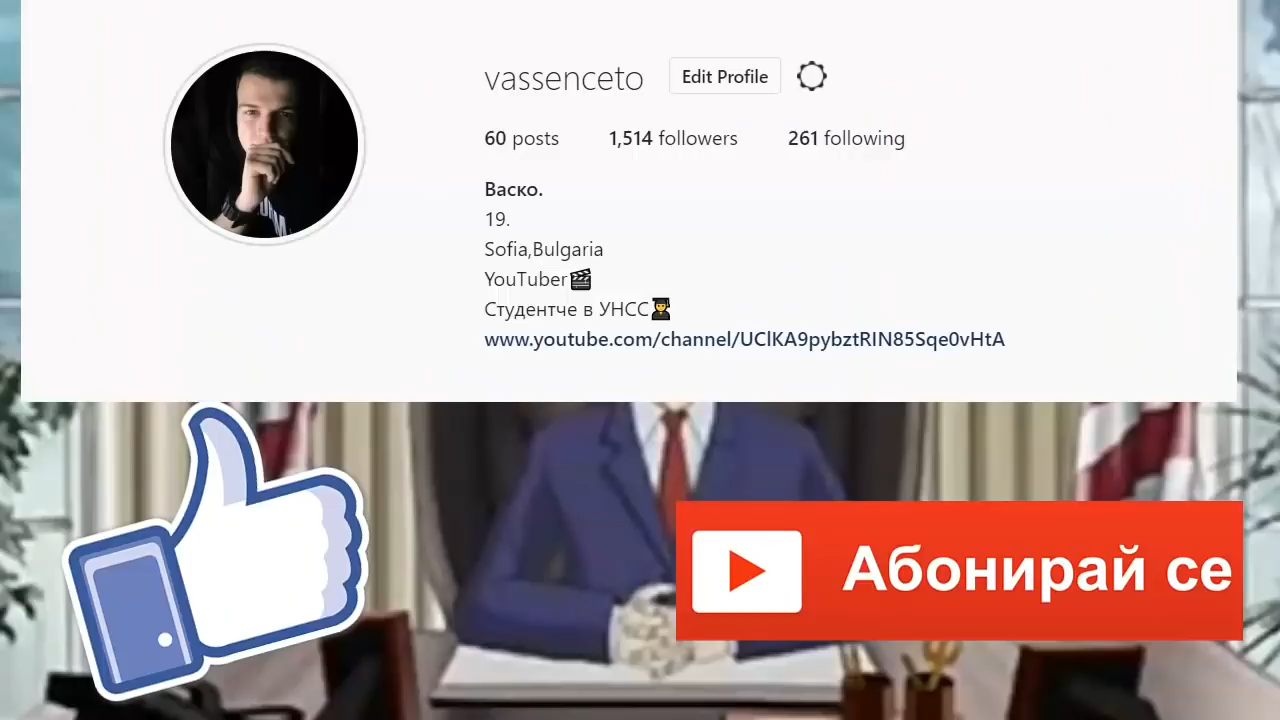 vassenceto Edit Profile
60 posts 1,514 followers 261 following
Васко.
19.
Sofia,Bulgaria
YouTuber🎬
Студентче в УНСС👨‍🎓
www.youtube.com/channel/UClKA9pybztRIN85Sqe0vHtA
Абонирай се